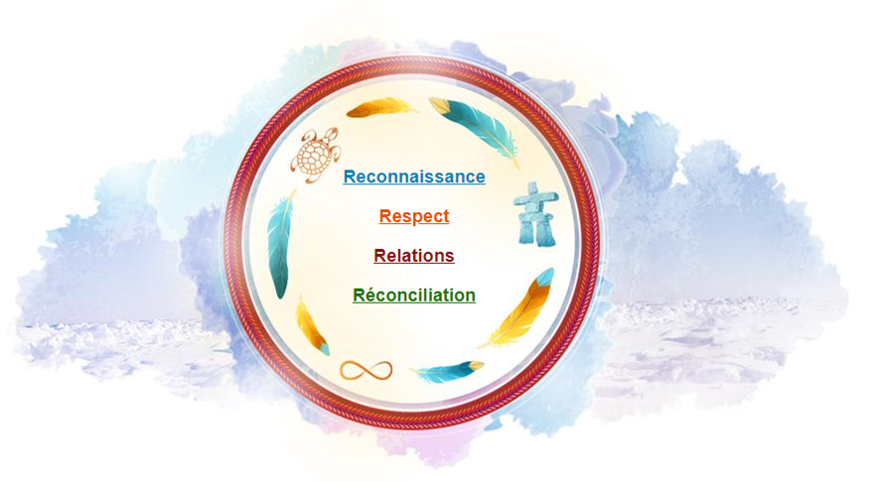 Reconnaissance
Respect
Relations
Réconciliation